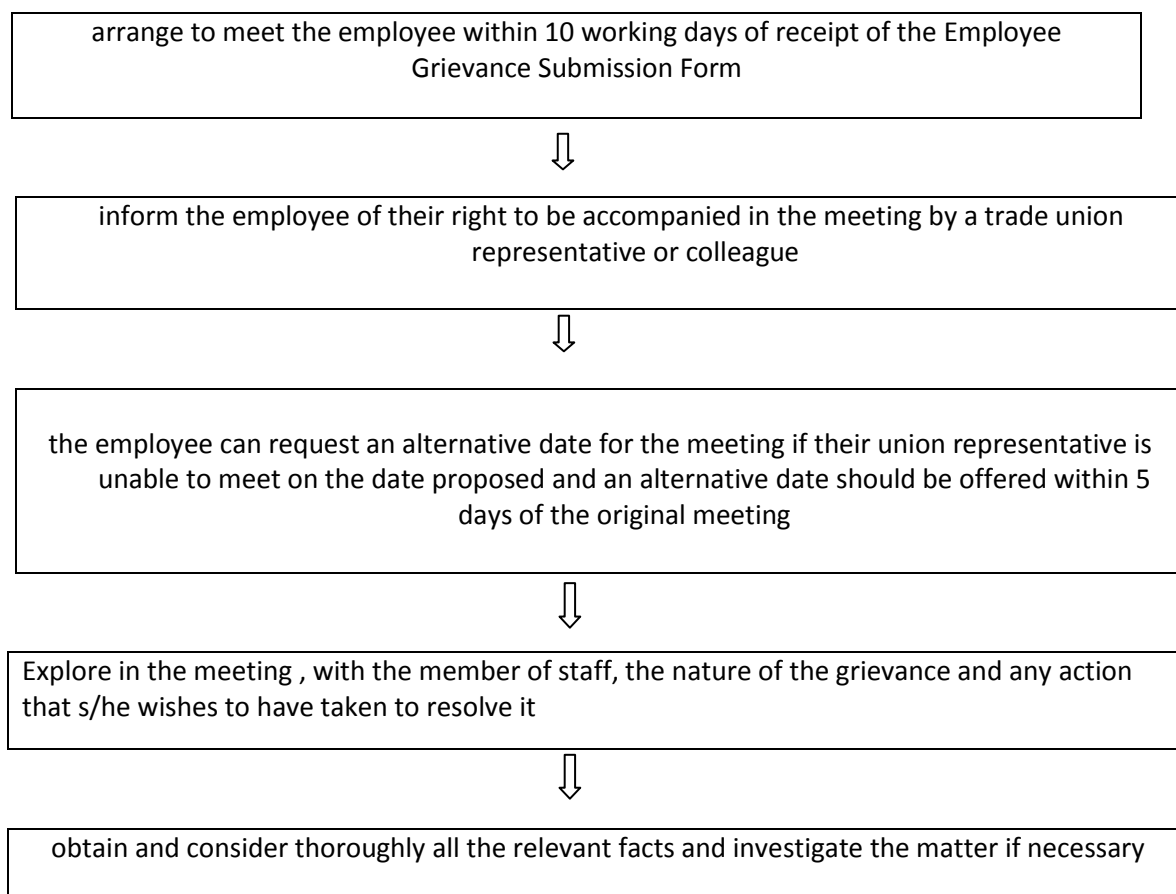 arrange to meet the employee within 10 working days of receipt of the Employee
Grievance Submission Form
inform the employee of their right to be accompanied in the meeting by a trade union
representative or colleague
the employee can request an alternative date for the meeting if their union representative is
unable to meet on the date proposed and an alternative date should be offered within 5
days of the original meeting
Explore in the meeting , with the member of staff, the nature of the grievance and any action
that s/he wishes to have taken to resolve it
obtain and consider thoroughly all the relevant facts and investigate the matter if necessary